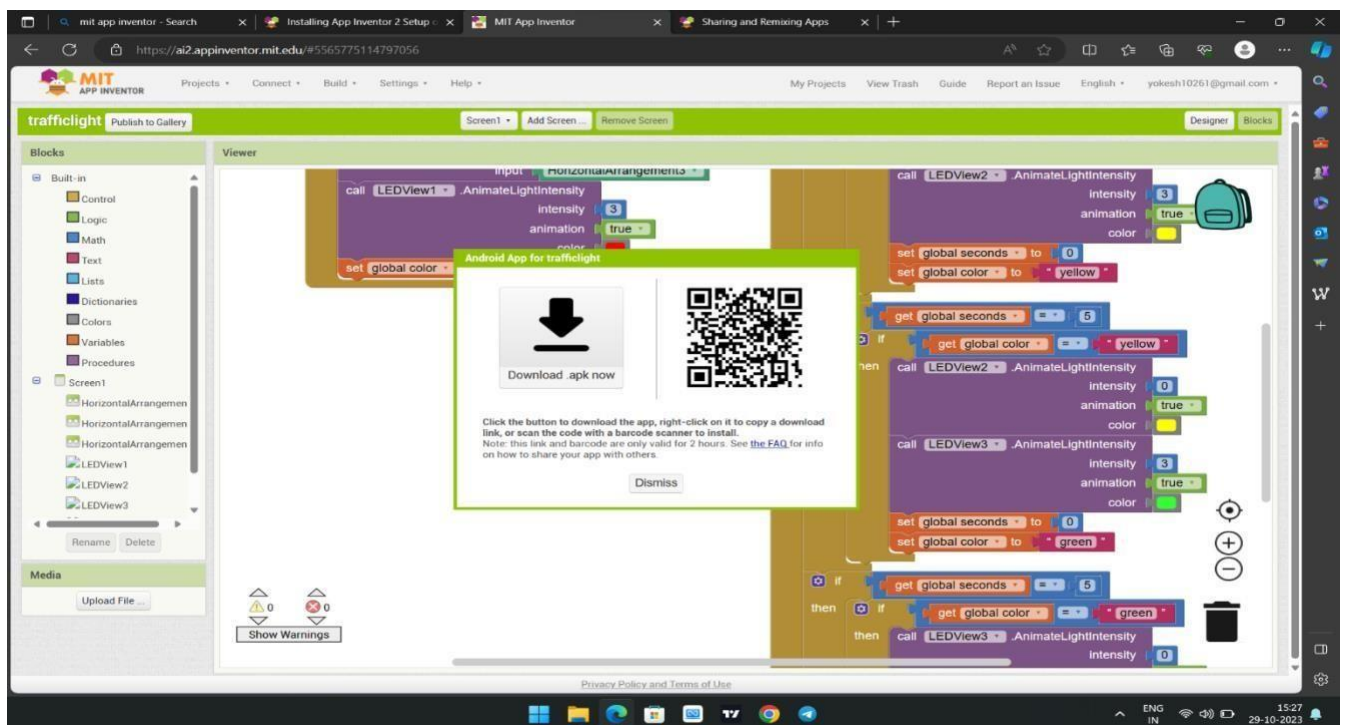 mit app inventor - Search
Installing App Inventor 2 Setup
MIT App Inventor
Sharing and Remixing Apps
https://ai2.appinventor.mit.edu/#5565775114797056
MIT
APP INVENTOR
Projects
Connect
Build
Settings
Help
My Projects
View Trash
Guide
Report an Issue
English
yokesh10261@gmail.com
trafficlight
Publish to Gallery
Screen1
Add Screen ...
Remove Screen
Designer
Blocks
Blocks
Viewer
Built-in
Control
Logic
Math
Text
Lists
Dictionaries
Colors
Variables
Procedures
Screen1
HorizontalArrangemen
HorizontalArrangemen
HorizontalArrangemen
LEDView1
LEDView2
LEDView3
Rename
Delete
Media
Upload File ...
input HorizontalArrangement3
call LEDView1 .AnimateLightIntensity
intensity 3
animation true
color
set global color
0
0
Show Warnings
Android App for trafficlight
Download .apk now
Click the button to download the app, right-click on it to copy a download
link, or scan the code with a barcode scanner to install.
Note: this link and barcode are only valid for 2 hours. See the FAQ for info
on how to share your app with others.
Dismiss
call LEDView2 .AnimateLightIntensity
intensity 3
animation true
color
set global seconds to 0
set global color to " yellow "
get global seconds = 5
if get global color = " yellow "
then call LEDView2 .AnimateLightIntensity
intensity 0
animation true
color
call LEDView3 .AnimateLightIntensity
intensity 3
animation true
color
set global seconds to 0
set global color to " green "
if get global seconds = 5
then if get global color = " green "
then call LEDView3 .AnimateLightIntensity
intensity 0
Privacy Policy and Terms of Use
ENG
IN
15:27
29-10-2023